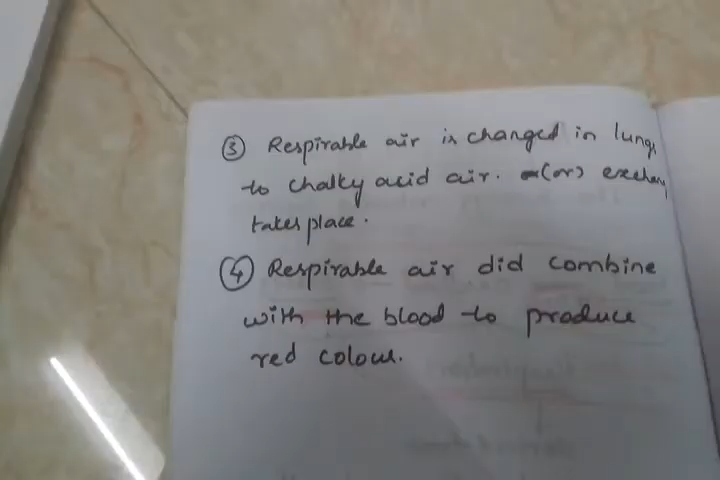 ③ Respirable air is changed in lungs
to chalky acid air. (or) exchang
takes place.
④ Respirable air did combine
with the blood to produce
red colour.